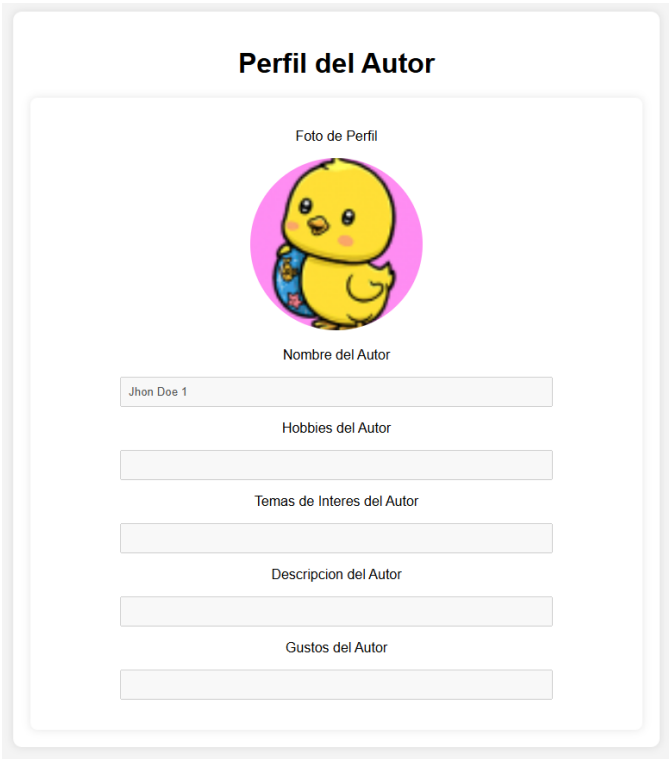 Perfil del Autor
Foto de Perfil
Nombre del Autor
Jhon Doe 1
Hobbies del Autor
Temas de Interes del Autor
Descripcion del Autor
Gustos del Autor